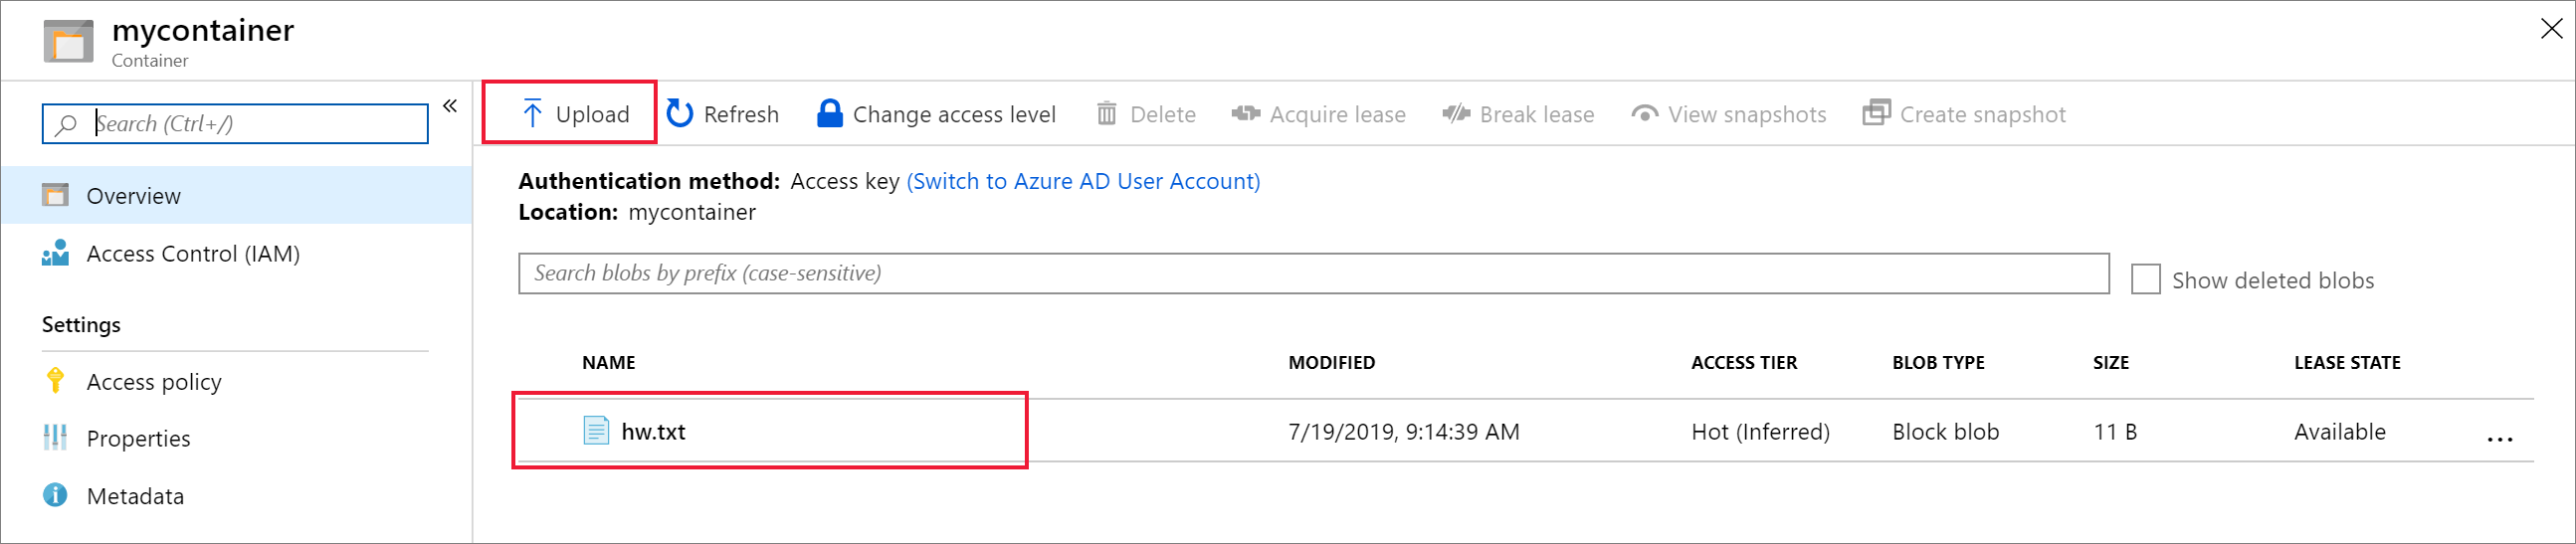 mycontainer
Container
Search (Ctrl+/)
«
Overview
Access Control (IAM)
Settings
Access policy
Properties
Metadata
Upload Refresh Change access level Delete Acquire lease Break lease View snapshots Create snapshot
Authentication method: Access key (Switch to Azure AD User Account)
Location: mycontainer
Search blobs by prefix (case-sensitive)
Show deleted blobs
NAME MODIFIED ACCESS TIER BLOB TYPE SIZE LEASE STATE
hw.txt 7/19/2019, 9:14:39 AM Hot (Inferred) Block blob 11 B Available ...